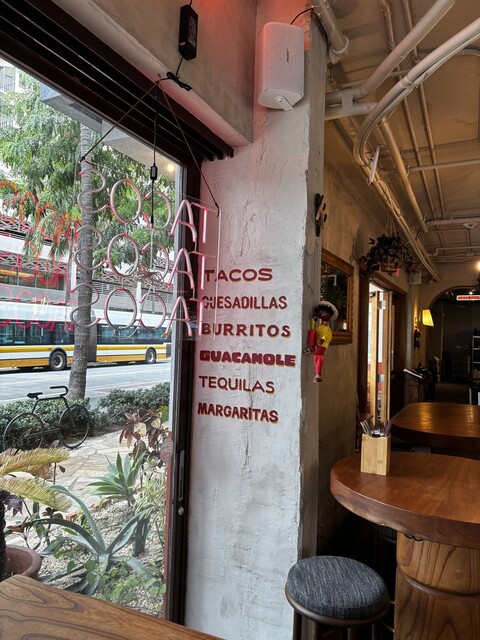 TACOS
QUESADILLAS
BURRITOS
GUACAMOLE
TEQUILAS
MARGARITAS